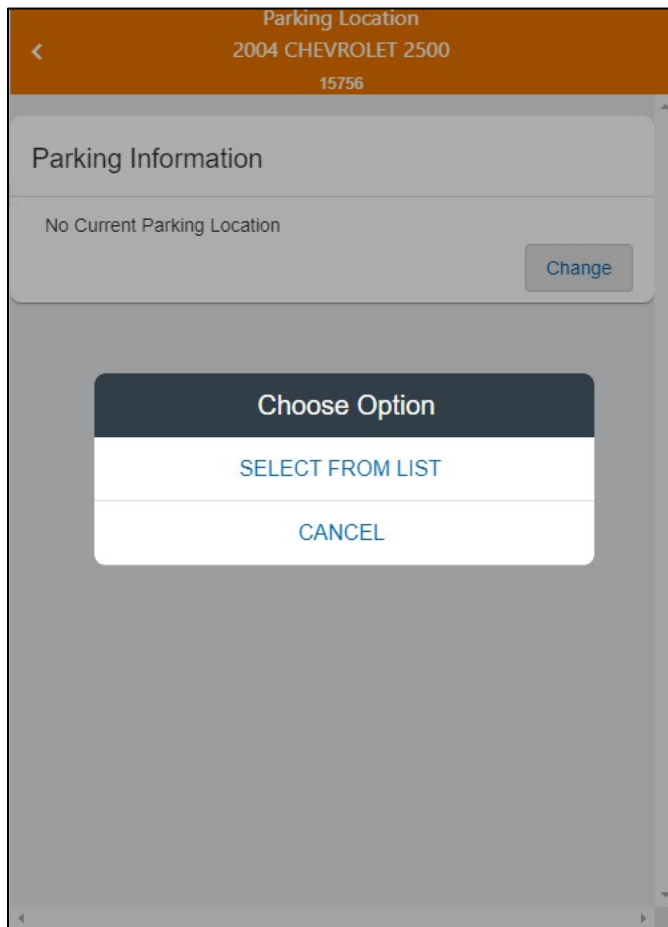 Parking Location
2004 CHEVROLET 2500
15756
Parking Information
No Current Parking Location
Change
Choose Option
SELECT FROM LIST
CANCEL